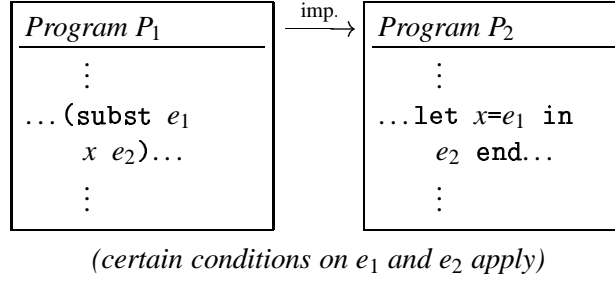 Program P₁
⋮
...(subst e₁
x e₂)...
⋮
imp.
Program P₂
⋮
...let x=e₁ in
e₂ end...
⋮
(certain conditions on e₁ and e₂ apply)